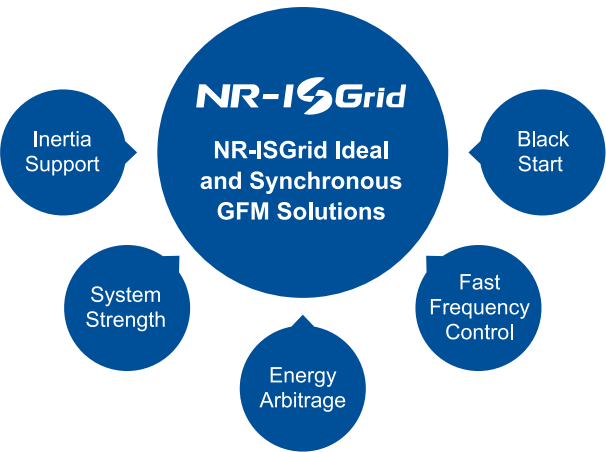 NR-ISGrid
NR-ISGrid Ideal
and Synchronous
GFM Solutions
Inertia
Support
System
Strength
Energy
Arbitrage
Fast
Frequency
Control
Black
Start